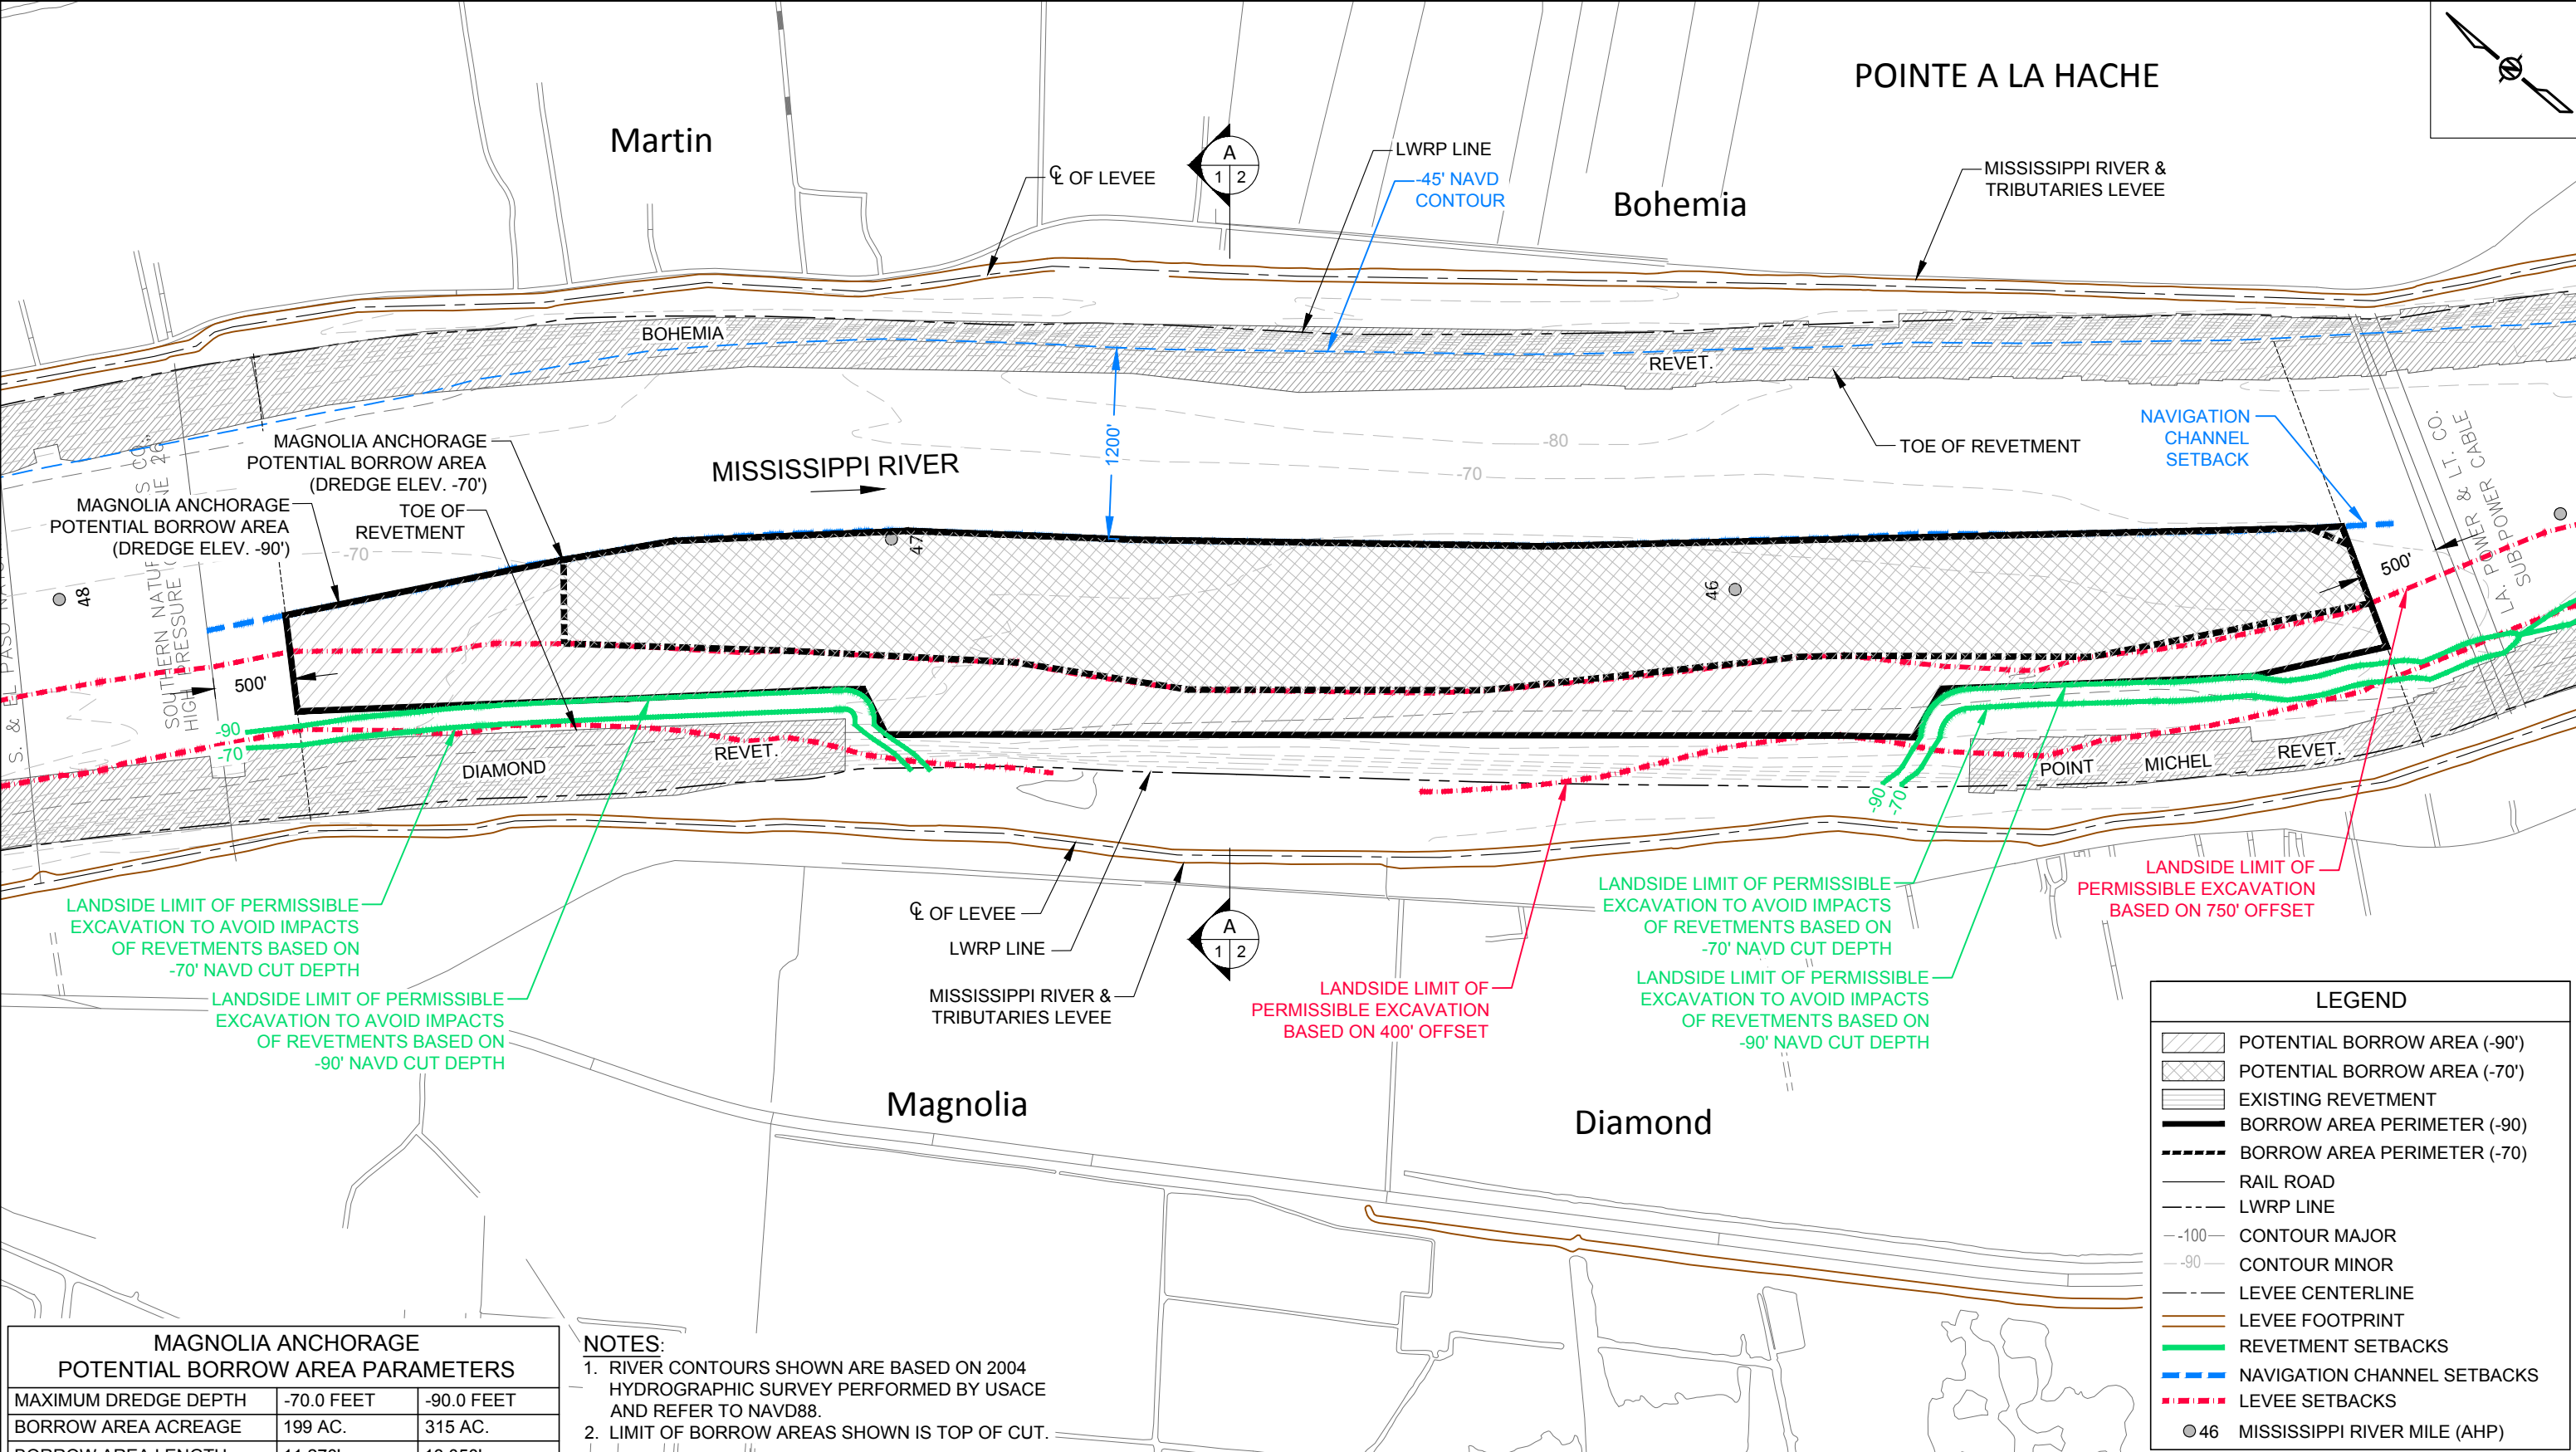 POINTE A LA HACHE
Martin
Bohemia
A
1 2
℄ OF LEVEE
LWRP LINE
-45' NAVD
CONTOUR
MISSISSIPPI RIVER &
TRIBUTARIES LEVEE
BOHEMIA
REVET.
MAGNOLIA ANCHORAGE
POTENTIAL BORROW AREA
(DREDGE ELEV. -70')
MAGNOLIA ANCHORAGE
POTENTIAL BORROW AREA
(DREDGE ELEV. -90')
TOE OF
REVETMENT
MISSISSIPPI RIVER
1200'
-80
-70
TOE OF REVETMENT
NAVIGATION
CHANNEL
SETBACK
LA. POWER & LT. CO.
SUB POWER CABLE
-70
48
47
46
500'
500'
-90
-70
DIAMOND
REVET.
POINT MICHEL REVET.
-90
-70
LANDSIDE LIMIT OF PERMISSIBLE
EXCAVATION TO AVOID IMPACTS
OF REVETMENTS BASED ON
-70' NAVD CUT DEPTH
LANDSIDE LIMIT OF PERMISSIBLE
EXCAVATION TO AVOID IMPACTS
OF REVETMENTS BASED ON
-90' NAVD CUT DEPTH
℄ OF LEVEE
LWRP LINE
MISSISSIPPI RIVER &
TRIBUTARIES LEVEE
A
1 2
LANDSIDE LIMIT OF
PERMISSIBLE EXCAVATION
BASED ON 400' OFFSET
LANDSIDE LIMIT OF PERMISSIBLE
EXCAVATION TO AVOID IMPACTS
OF REVETMENTS BASED ON
-70' NAVD CUT DEPTH
LANDSIDE LIMIT OF PERMISSIBLE
EXCAVATION TO AVOID IMPACTS
OF REVETMENTS BASED ON
-90' NAVD CUT DEPTH
LANDSIDE LIMIT OF
PERMISSIBLE EXCAVATION
BASED ON 750' OFFSET
Magnolia
Diamond
LEGEND
POTENTIAL BORROW AREA (-90')
POTENTIAL BORROW AREA (-70')
EXISTING REVETMENT
BORROW AREA PERIMETER (-90)
BORROW AREA PERIMETER (-70)
RAIL ROAD
LWRP LINE
-100 CONTOUR MAJOR
-90 CONTOUR MINOR
LEVEE CENTERLINE
LEVEE FOOTPRINT
REVETMENT SETBACKS
NAVIGATION CHANNEL SETBACKS
LEVEE SETBACKS
46 MISSISSIPPI RIVER MILE (AHP)
MAGNOLIA ANCHORAGE
POTENTIAL BORROW AREA PARAMETERS
MAXIMUM DREDGE DEPTH -70.0 FEET -90.0 FEET
BORROW AREA ACREAGE 199 AC. 315 AC.
NOTES:
1. RIVER CONTOURS SHOWN ARE BASED ON 2004
HYDROGRAPHIC SURVEY PERFORMED BY USACE
AND REFER TO NAVD88.
2. LIMIT OF BORROW AREAS SHOWN IS TOP OF CUT.